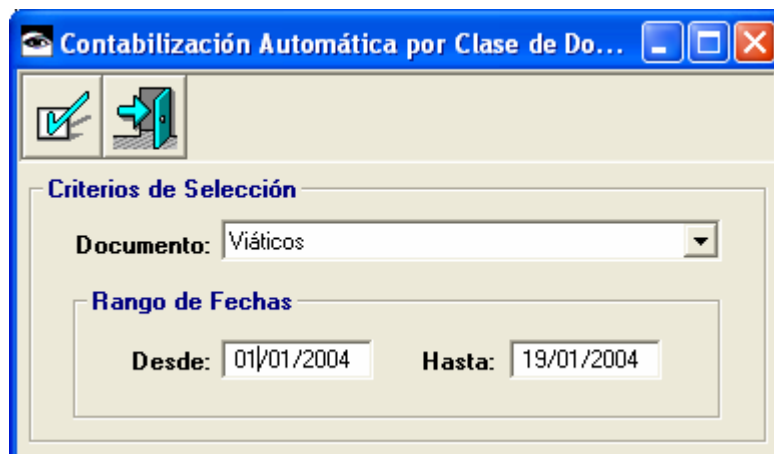 Contabilización Automática por Clase de Do...
Criterios de Selección
Documento: Viáticos
Rango de Fechas
Desde: 01/01/2004 Hasta: 19/01/2004